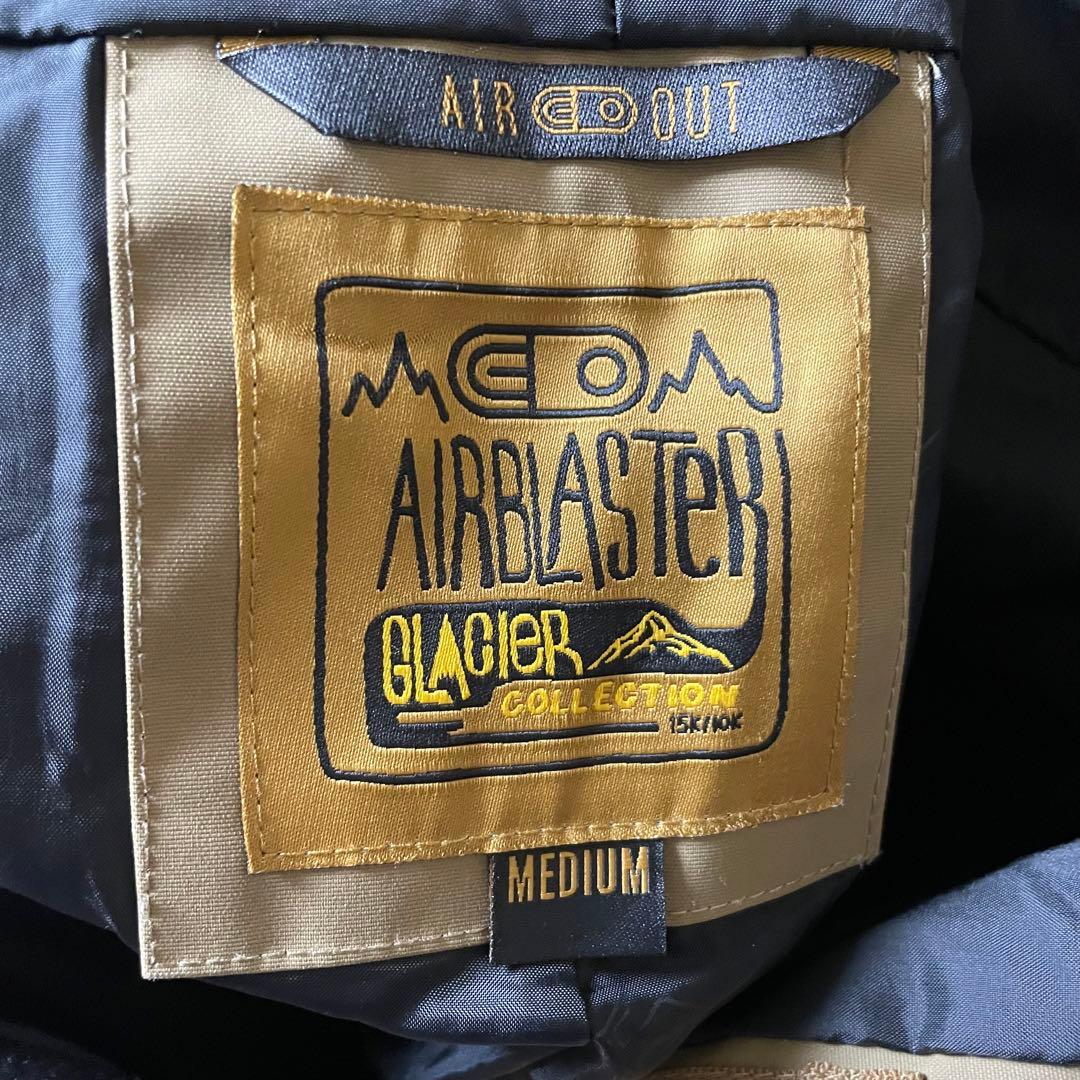 AIR OUT
AIRBLASTER
GLACIER
COLLECTION
15K/10K
MEDIUM